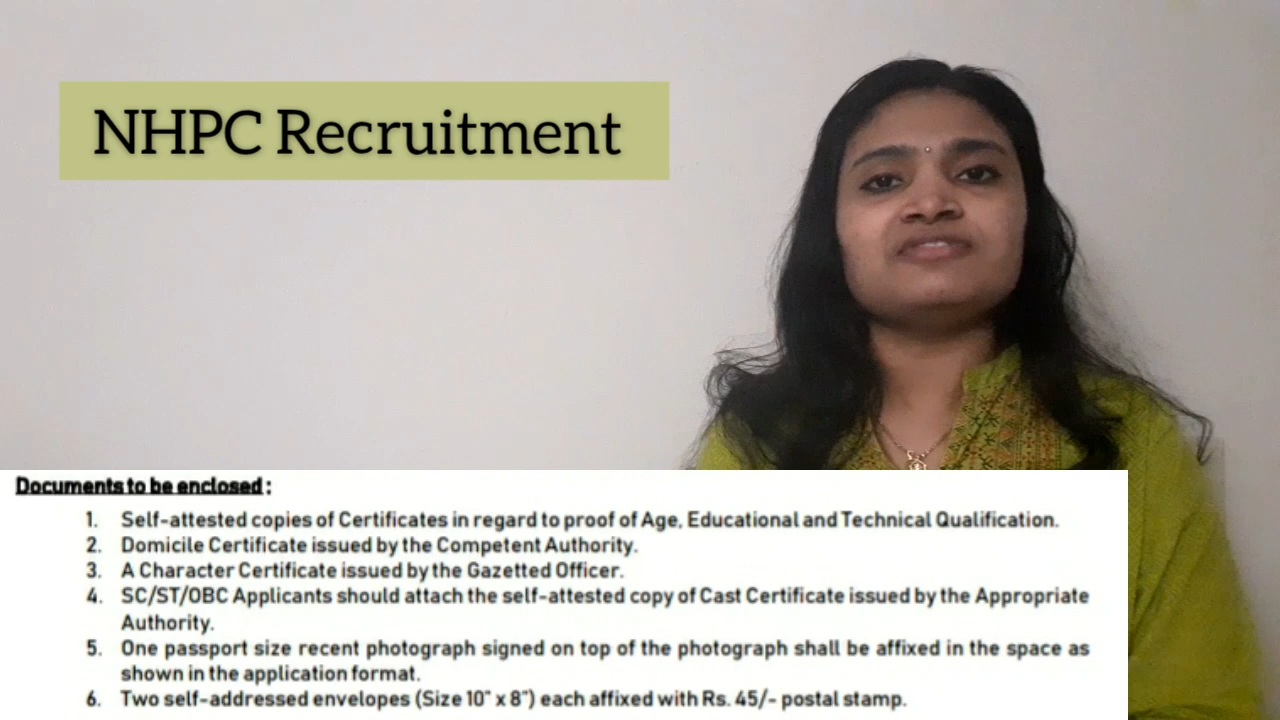 NHPC Recruitment
Documents to be enclosed :
1. Self-attested copies of Certificates in regard to proof of Age, Educational and Technical Qualification.
2. Domicile Certificate issued by the Competent Authority.
3. A Character Certificate issued by the Gazetted Officer.
4. SC/ST/OBC Applicants should attach the self-attested copy of Cast Certificate issued by the Appropriate
Authority.
5. One passport size recent photograph signed on top of the photograph shall be affixed in the space as
shown in the application format.
6. Two self-addressed envelopes (Size 10" x 8") each affixed with Rs. 45/- postal stamp.